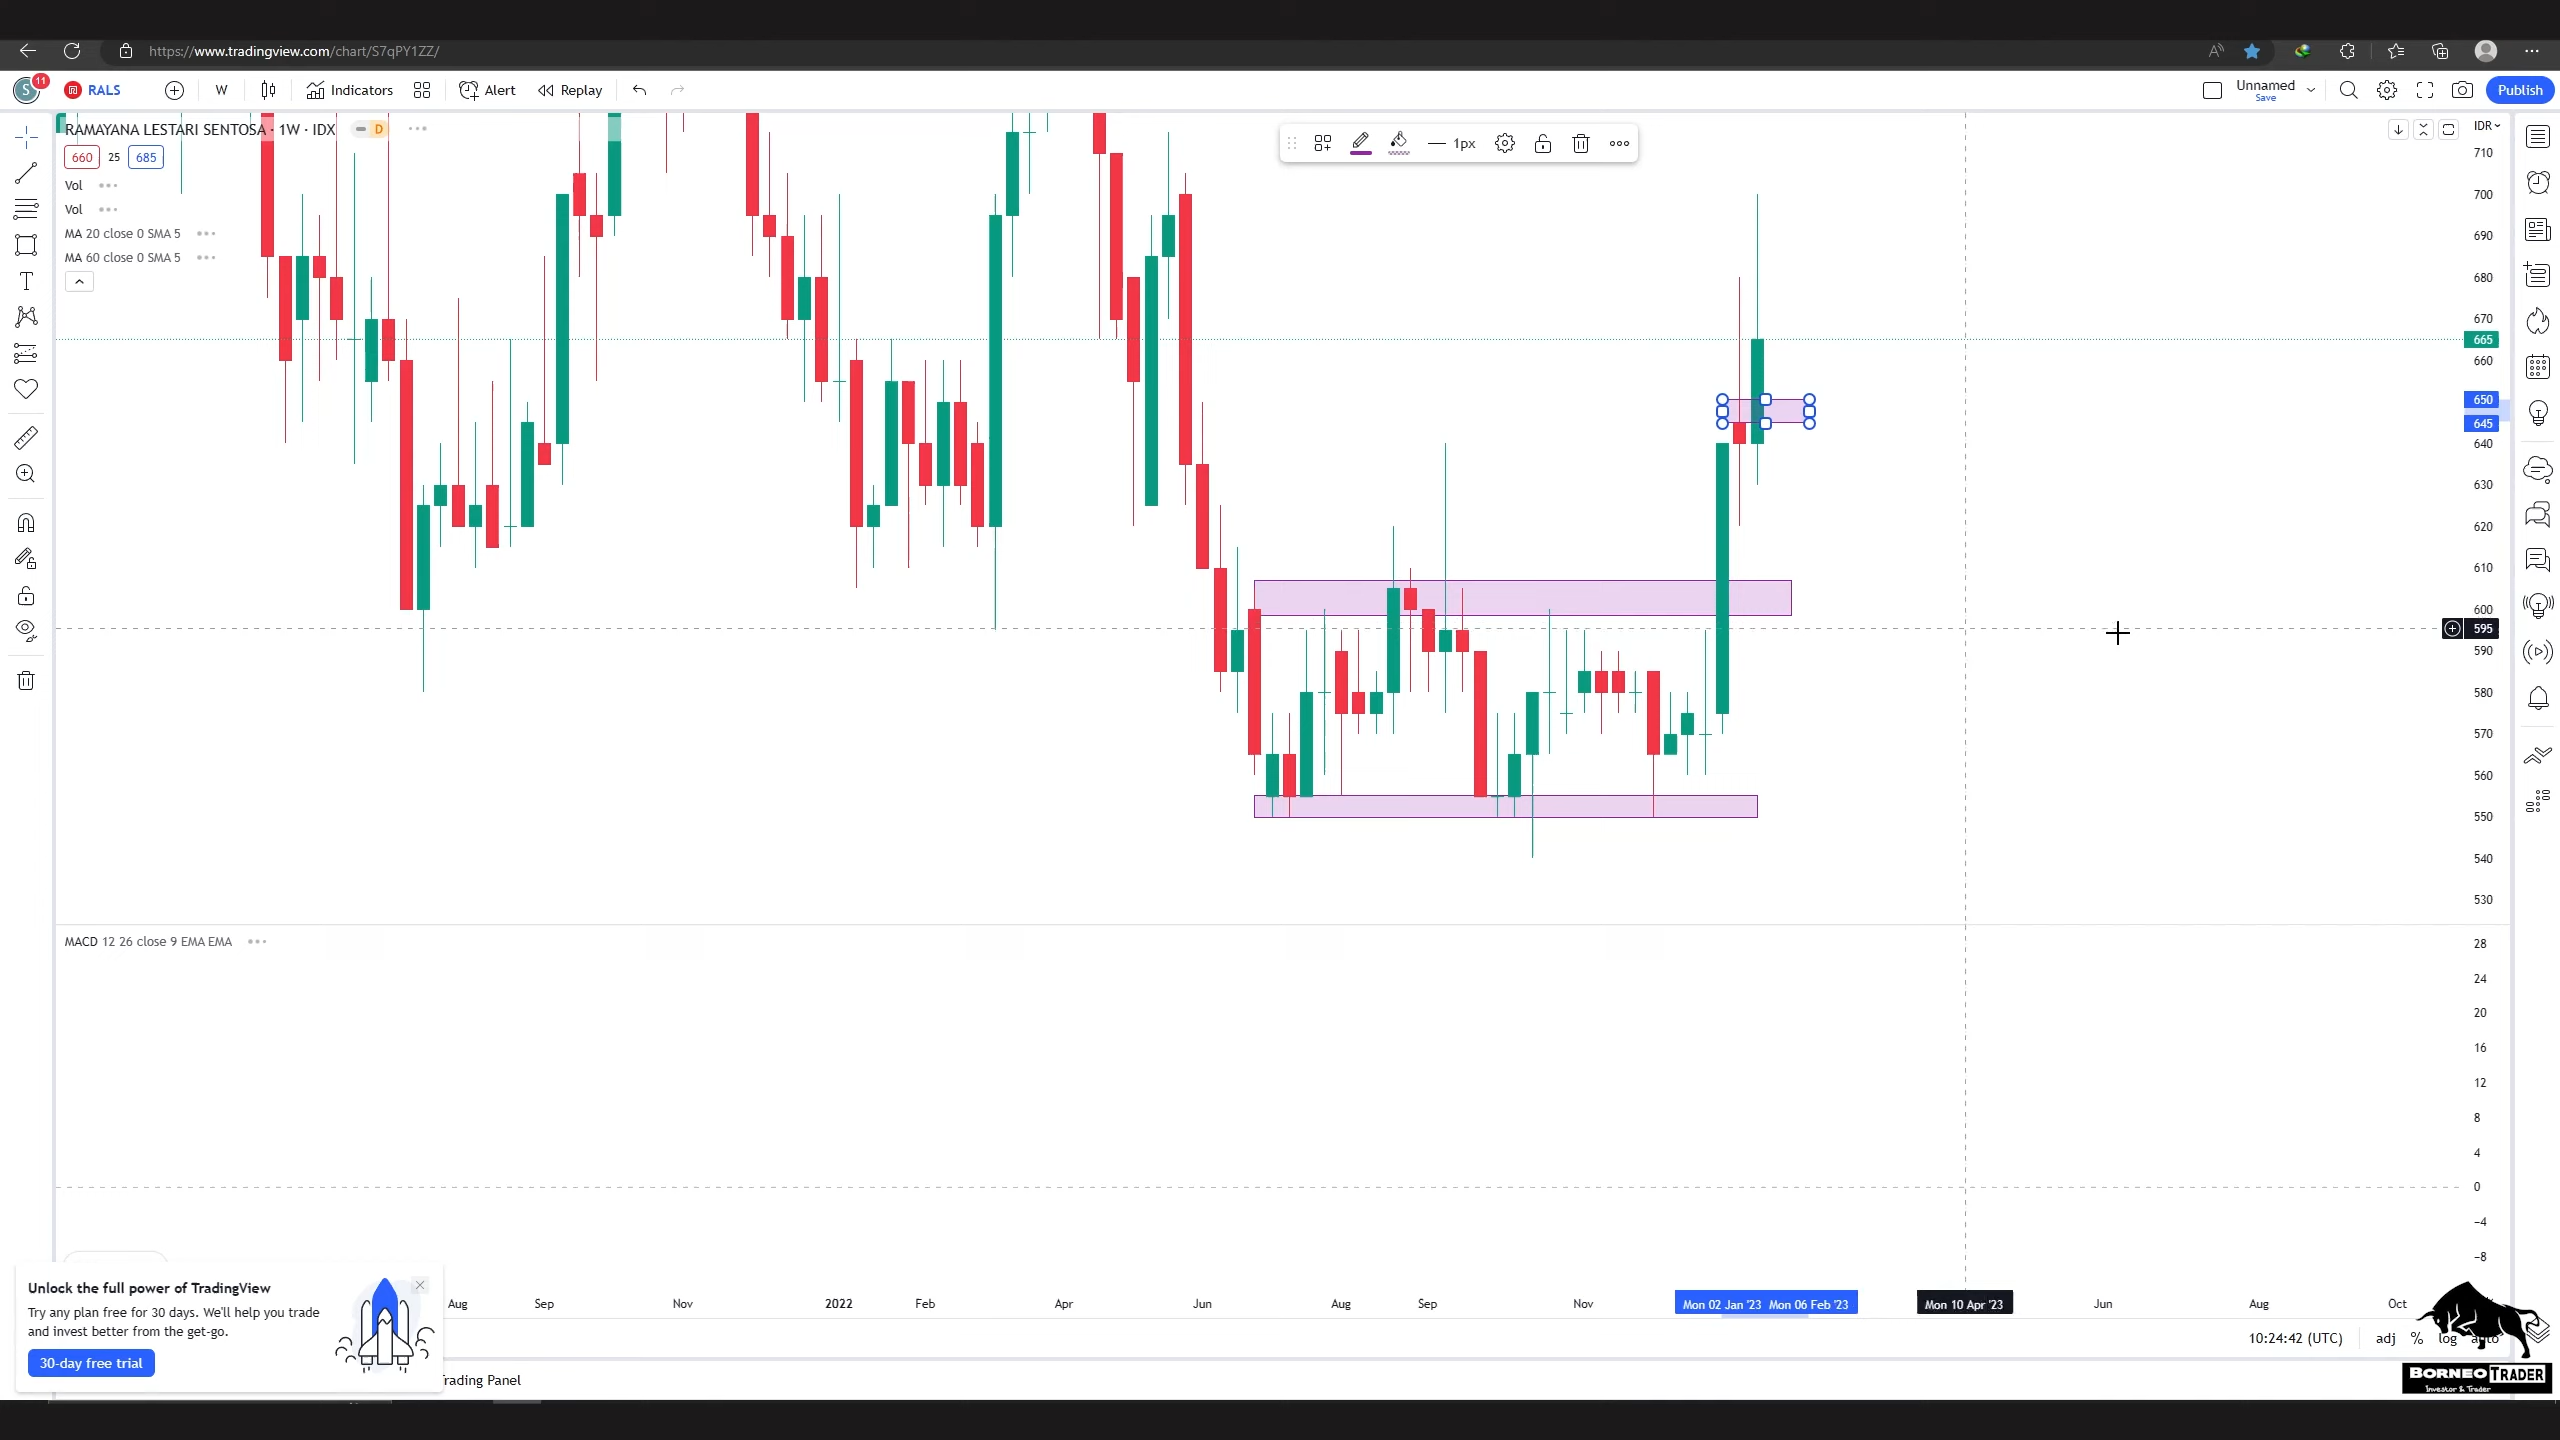 https://www.tradingview.com/chart/S7qPY1ZZ/
S 11 RALS W Indicators Alert Replay Unnamed Save Publish
RAMAYANA LESTARI SENTOSA · 1W · IDX D
660 25 685
Vol
Vol
MA 20 close 0 SMA 5
MA 60 close 0 SMA 5
1px
IDR
710
700
690
680
670
665
660
650
645
640
630
620
610
600
595
590
580
570
560
550
540
530
MACD 12 26 close 9 EMA EMA
28
24
20
16
12
8
4
0
−4
−8
Unlock the full power of TradingView
Try any plan free for 30 days. We'll help you trade
and invest better from the get-go.
30-day free trial
Aug Sep Nov 2022 Feb Apr Jun Aug Sep Nov Mon 02 Jan '23 Mon 06 Feb '23 Mon 10 Apr '23 Jun Aug Oct
10:24:42 (UTC) adj % log auto
Trading Panel
BORNEO TRADER
Investor & Trader